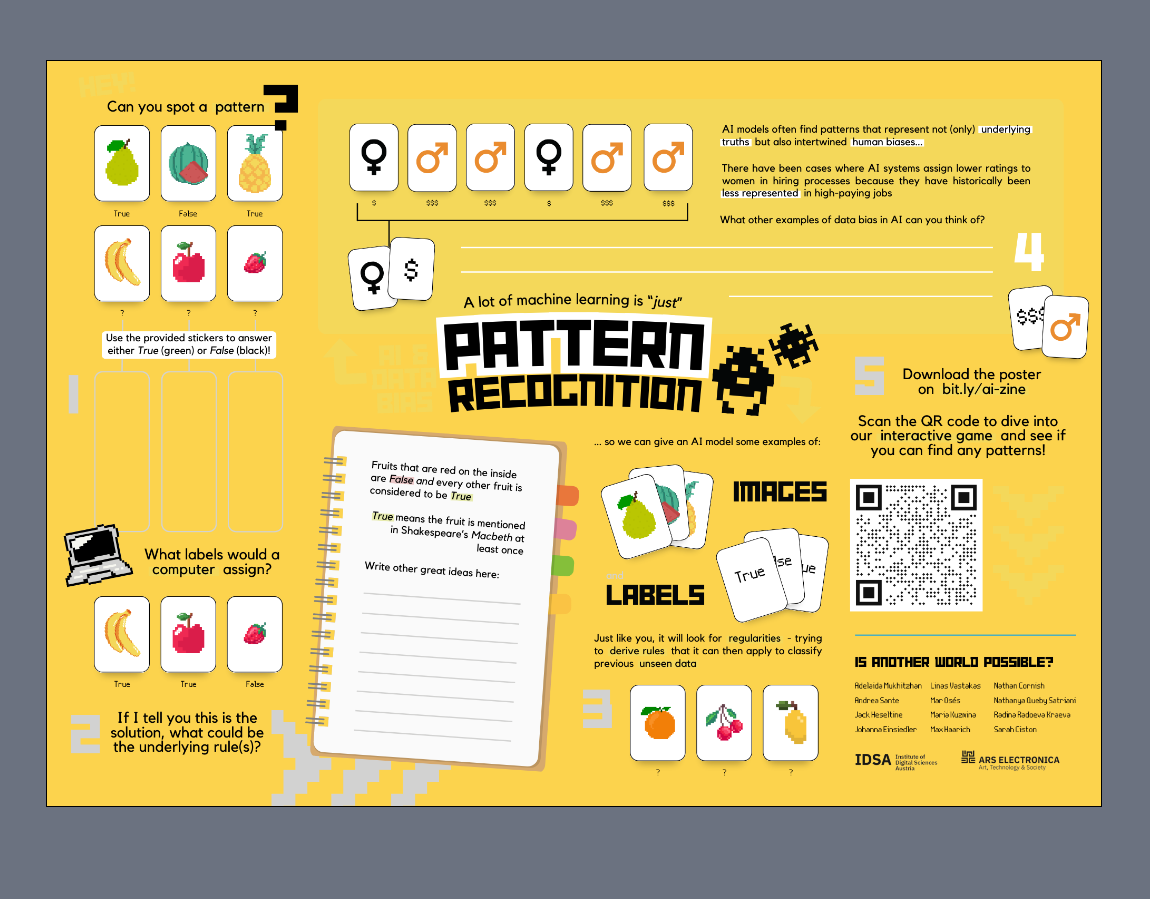 HEY!
Can you spot a pattern
?
True False True
? ? ?
Use the provided stickers to answer
either True (green) or False (black)!
1
What labels would a
computer assign?
True True False
2
If I tell you this is the
solution, what could be
the underlying rule(s)?
♀ ♂ ♂ ♀ ♂ ♂
$ $$$ $$$ $ $$$ $$$
♀ $
AI models often find patterns that represent not (only) underlying
truths but also intertwined human biases...
There have been cases where AI systems assign lower ratings to
women in hiring processes because they have historically been
less represented in high-paying jobs
What other examples of data bias in AI can you think of?
4
$$$ ♂
A lot of machine learning is "just"
PATTERN
RECOGNITION
AI &
DATA
BIAS
Fruits that are red on the inside
are False and every other fruit is
considered to be True
True means the fruit is mentioned
in Shakespeare's Macbeth at
least once
Write other great ideas here:
... so we can give an AI model some examples of:
IMAGES
and
LABELS
True lse ue
Just like you, it will look for regularities - trying
to derive rules that it can then apply to classify
previous unseen data
3
? ? ?
5
Download the poster
on bit.ly/ai-zine
Scan the QR code to dive into
our interactive game and see if
you can find any patterns!
IS ANOTHER WORLD POSSIBLE?
Adelaida Mukhitzhan Linas Vastakas Nathan Cornish
Andrea Sante Mar Osés Nathanya Queby Satriani
Jack Heseltine Maria Kuzmina Radina Radoeva Kraeva
Johanna Einsiedler Max Haarich Sarah Ciston
IDSA Institute of
Digital Sciences
Austria
ARS ELECTRONICA
Art, Technology & Society